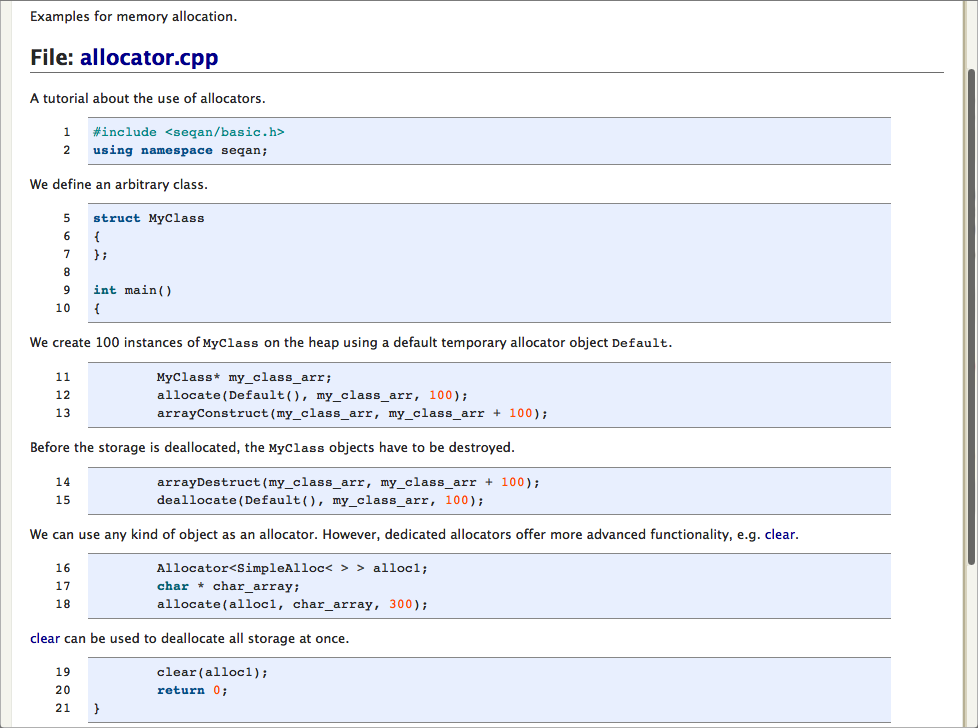 Examples for memory allocation.
File: allocator.cpp
A tutorial about the use of allocators.
1 #include <seqan/basic.h>
2 using namespace seqan;
We define an arbitrary class.
5 struct MyClass
6 {
7 };
8
9 int main()
10 {
We create 100 instances of MyClass on the heap using a default temporary allocator object Default.
11 MyClass* my_class_arr;
12 allocate(Default(), my_class_arr, 100);
13 arrayConstruct(my_class_arr, my_class_arr + 100);
Before the storage is deallocated, the MyClass objects have to be destroyed.
14 arrayDestruct(my_class_arr, my_class_arr + 100);
15 deallocate(Default(), my_class_arr, 100);
We can use any kind of object as an allocator. However, dedicated allocators offer more advanced functionality, e.g. clear.
16 Allocator<SimpleAlloc< > > alloc1;
17 char * char_array;
18 allocate(alloc1, char_array, 300);
clear can be used to deallocate all storage at once.
19 clear(alloc1);
20 return 0;
21 }